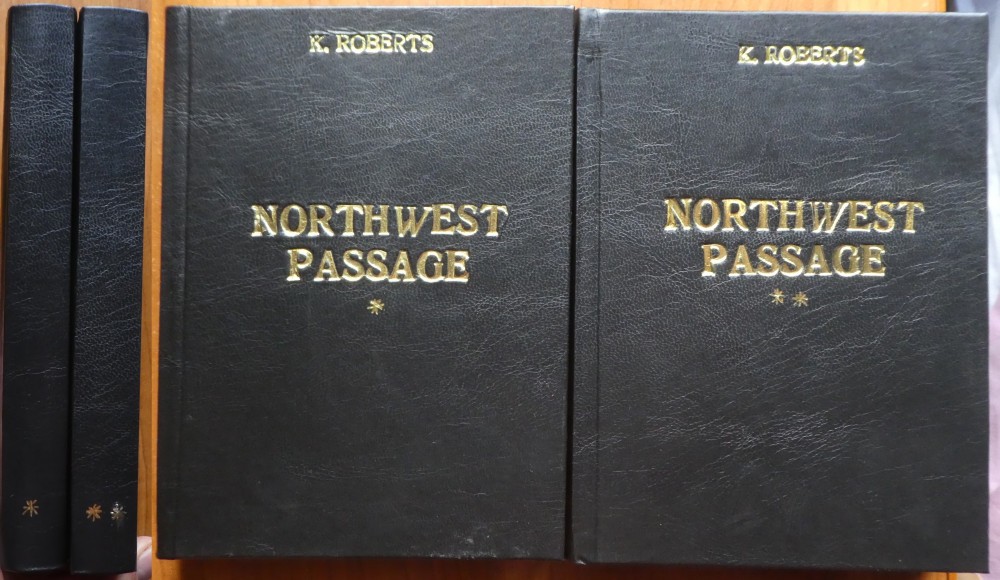 K. ROBERTS
NORTHWEST
PASSAGE
*
K. ROBERTS
NORTHWEST
PASSAGE
**
*
**